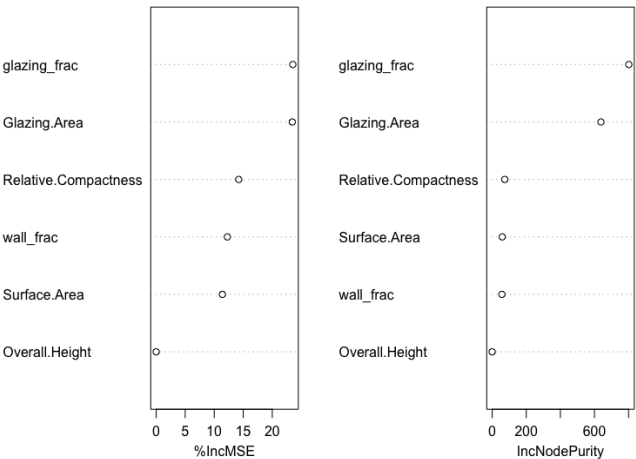 glazing_frac
Glazing.Area
Relative.Compactness
wall_frac
Surface.Area
Overall.Height
0 5 10 15 20
%IncMSE
glazing_frac
Glazing.Area
Relative.Compactness
Surface.Area
wall_frac
Overall.Height
0 200 600
IncNodePurity